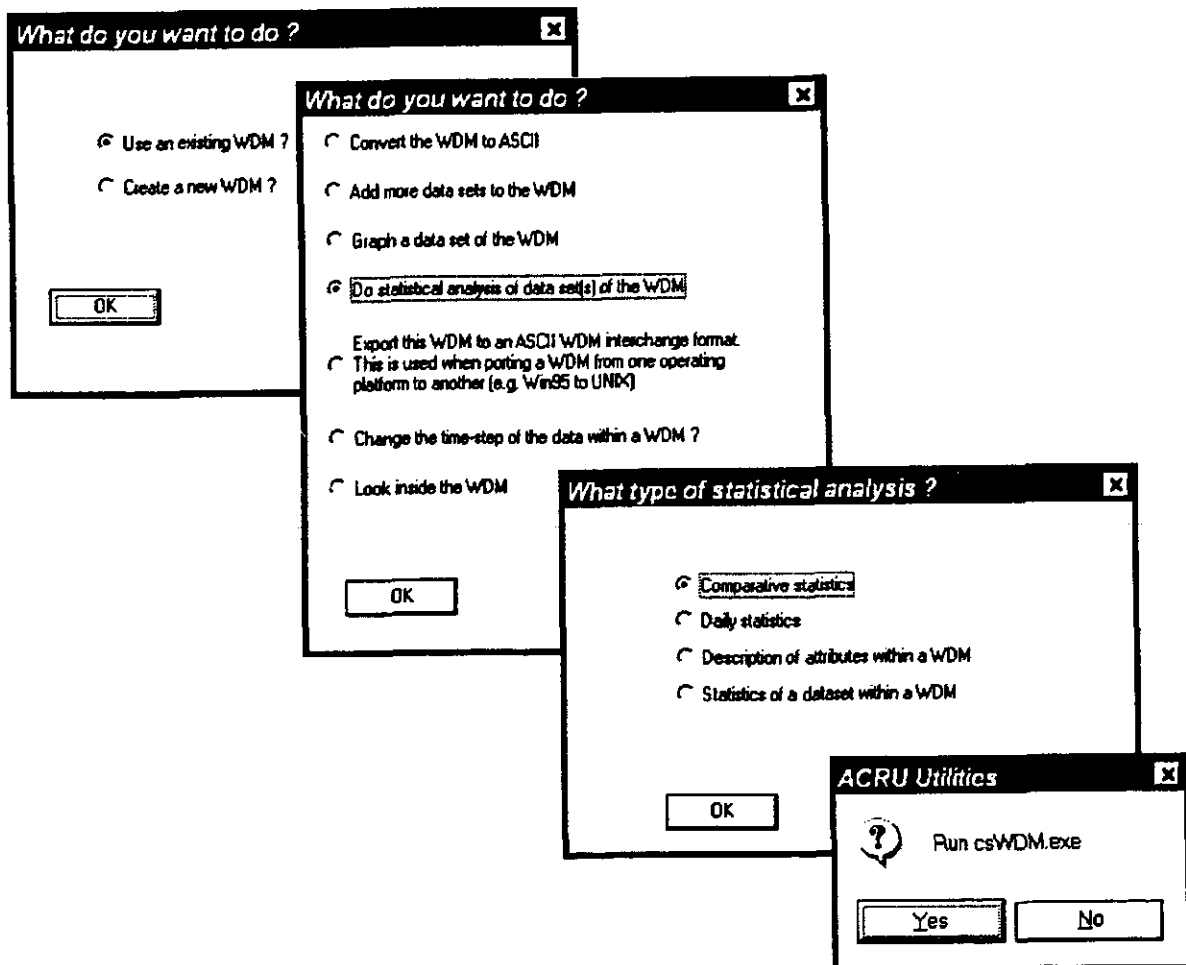 What do you want to do ?
Use an existing WDM ?
Create a new WDM ?
OK
What do you want to do ?
Convert the WDM to ASCII
Add more data sets to the WDM
Graph a data set of the WDM
Do statistical analysis of data set(s) of the WDM
Export this WDM to an ASCII WDM interchange format.
This is used when porting a WDM from one operating
platform to another (e.g. Win95 to UNIX)
Change the time-step of the data within a WDM ?
Look inside the WDM
OK
What type of statistical analysis ?
Comparative statistics
Daily statistics
Description of attributes within a WDM
Statistics of a dataset within a WDM
OK
ACRU Utilities
Run csWDM.exe
Yes
No